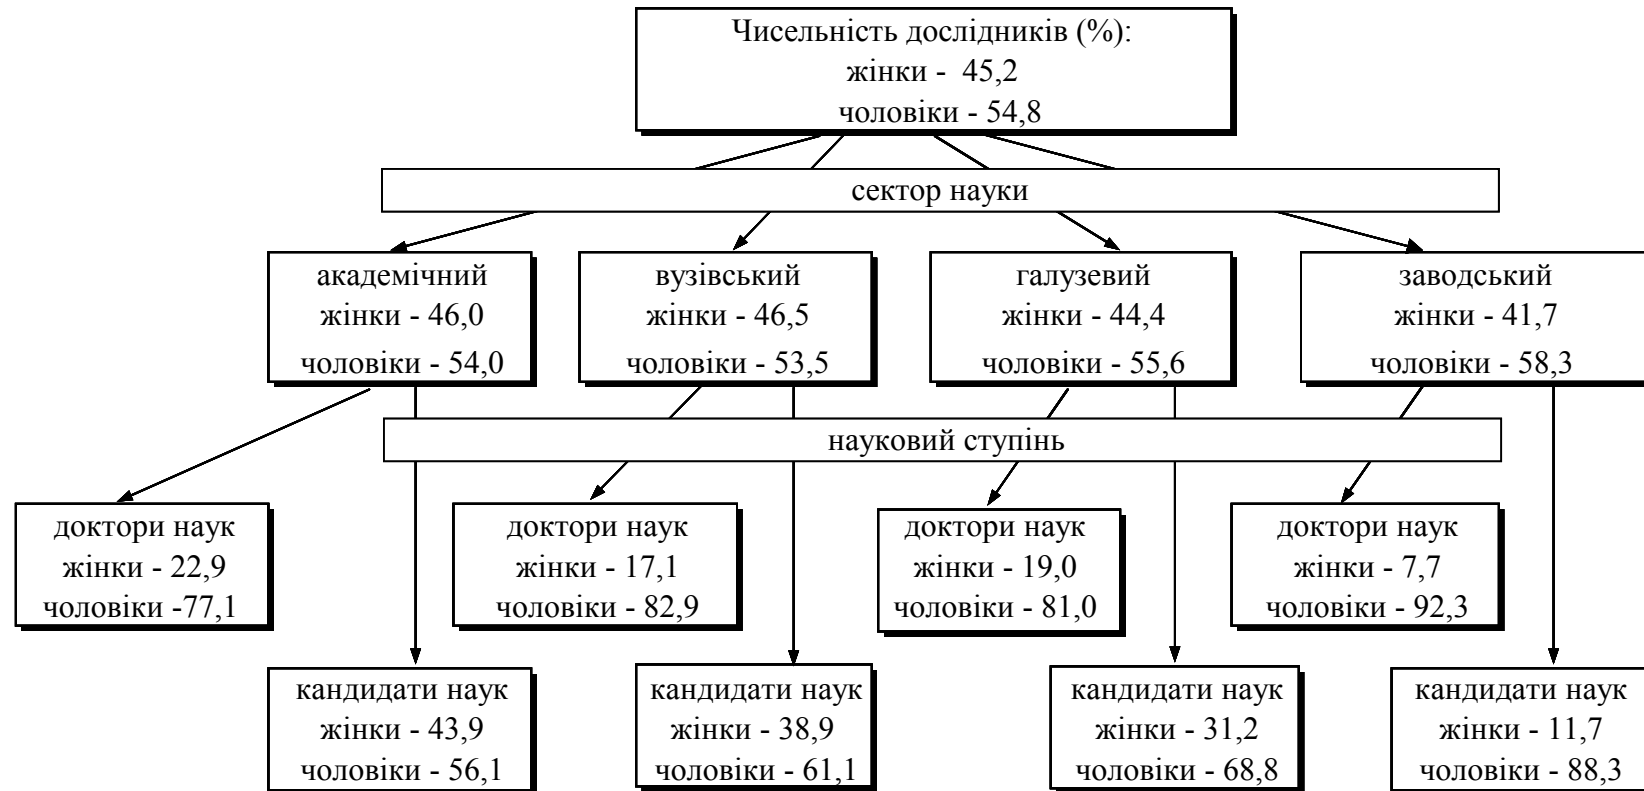 Чисельність дослідників (%):
жінки - 45,2
чоловіки - 54,8
сектор науки
академічний
жінки - 46,0
чоловіки - 54,0
вузівський
жінки - 46,5
чоловіки - 53,5
галузевий
жінки - 44,4
чоловіки - 55,6
заводський
жінки - 41,7
чоловіки - 58,3
науковий ступінь
доктори наук
жінки - 22,9
чоловіки -77,1
доктори наук
жінки - 17,1
чоловіки - 82,9
доктори наук
жінки - 19,0
чоловіки - 81,0
доктори наук
жінки - 7,7
чоловіки - 92,3
кандидати наук
жінки - 43,9
чоловіки - 56,1
кандидати наук
жінки - 38,9
чоловіки - 61,1
кандидати наук
жінки - 31,2
чоловіки - 68,8
кандидати наук
жінки - 11,7
чоловіки - 88,3